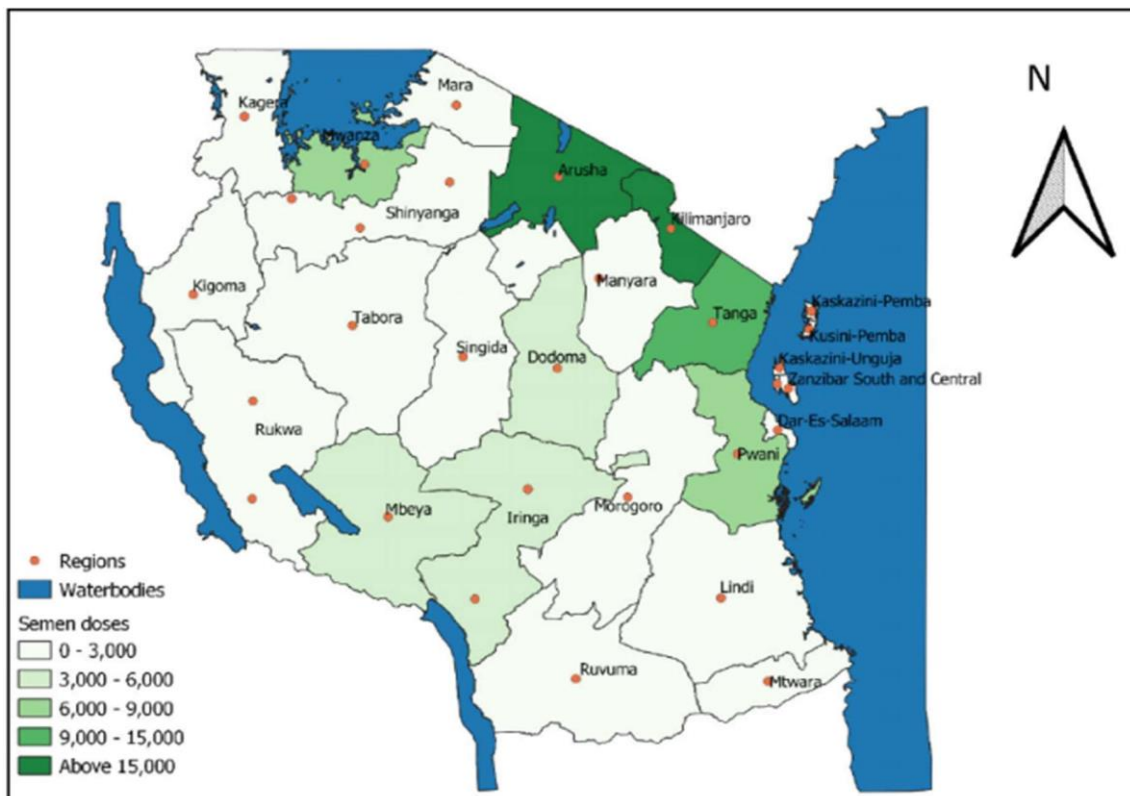 N
Mara
Kagera
Mwanza
Arusha
Shinyanga
Kilimanjaro
Kigoma
Manyara
Kaskazini-Pemba
Tabora
Tanga
Kusini-Pemba
Singida
Dodoma
Kaskazini-Unguja
Zanzibar South and Central
Rukwa
Dar-Es-Salaam
Pwani
Mbeya
Iringa
Morogoro
Lindi
Ruvuma
Mtwara
Regions
Waterbodies
Semen doses
0 - 3,000
3,000 - 6,000
6,000 - 9,000
9,000 - 15,000
Above 15,000